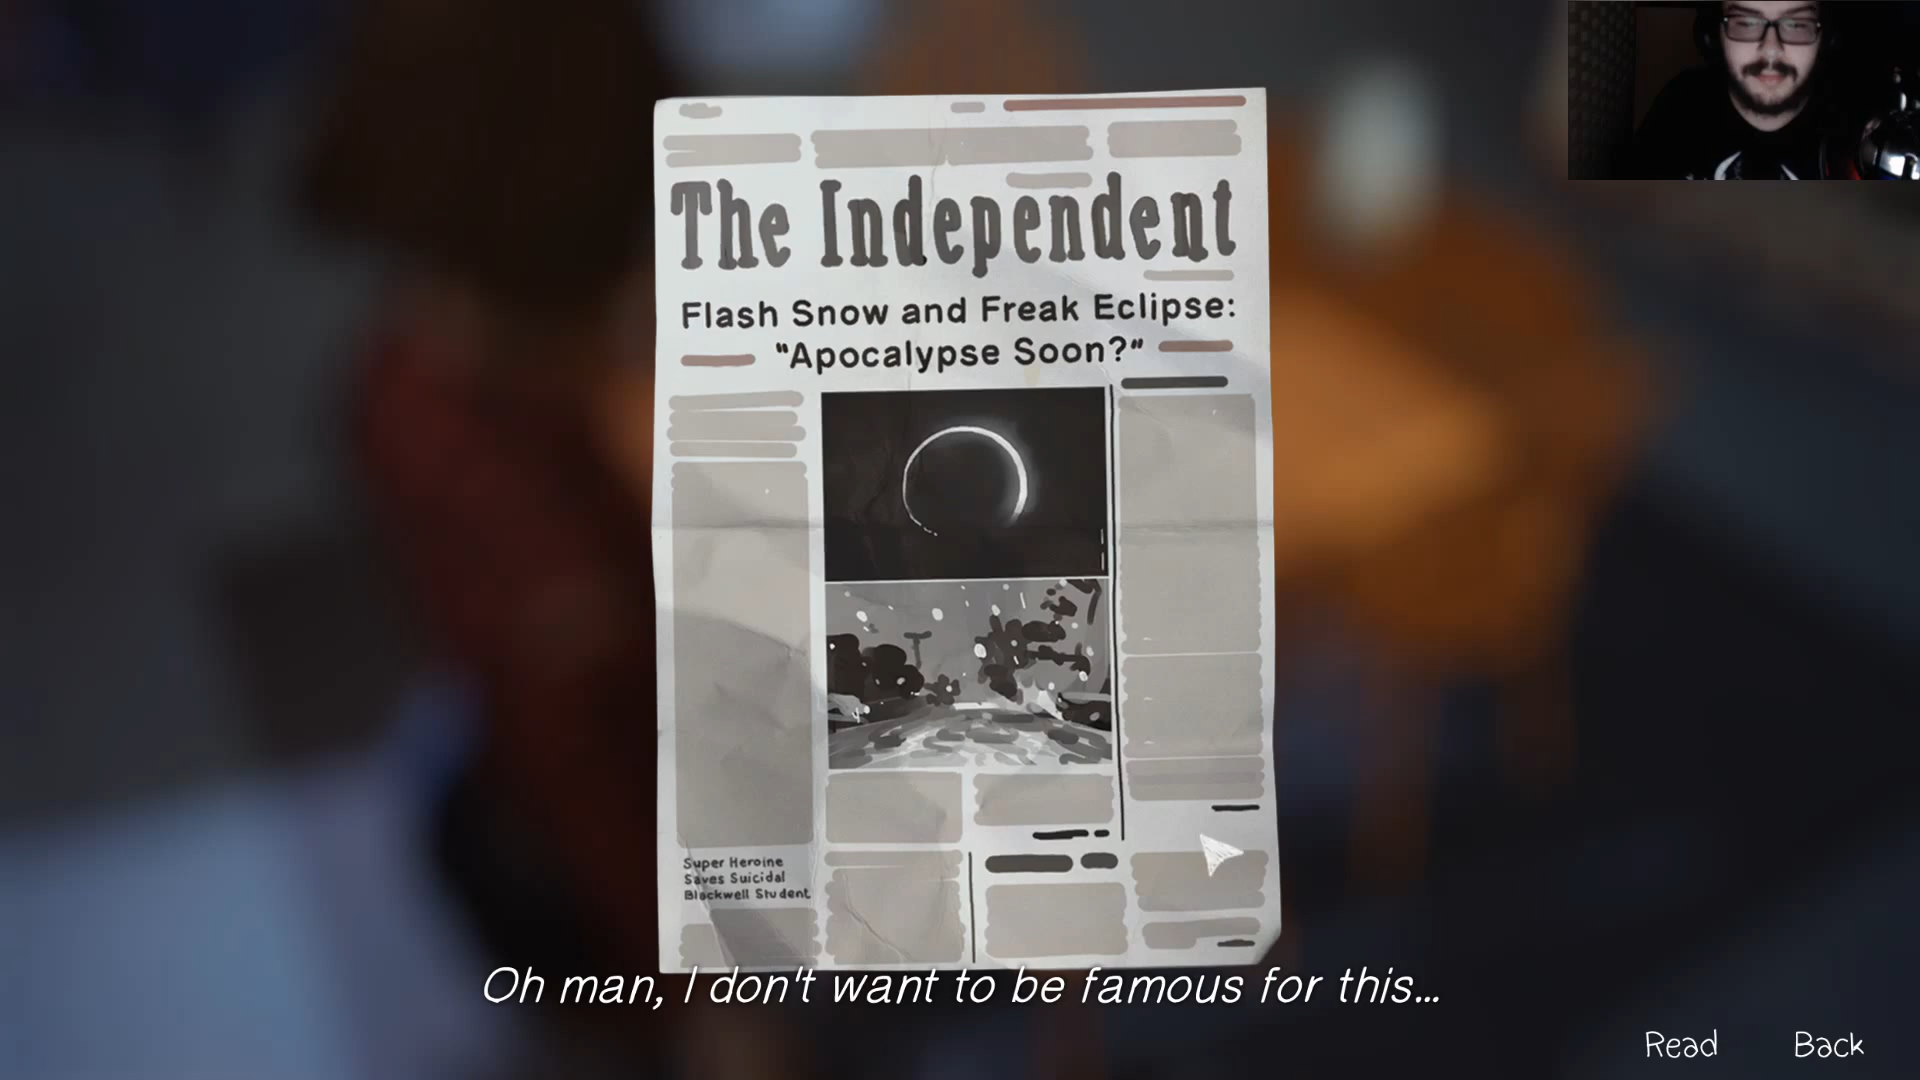 The Independent
Flash Snow and Freak Eclipse:
"Apocalypse Soon?"
Super Heroine
Saves Suicidal
Blackwell Student
Oh man, I don't want to be famous for this...
Read Back